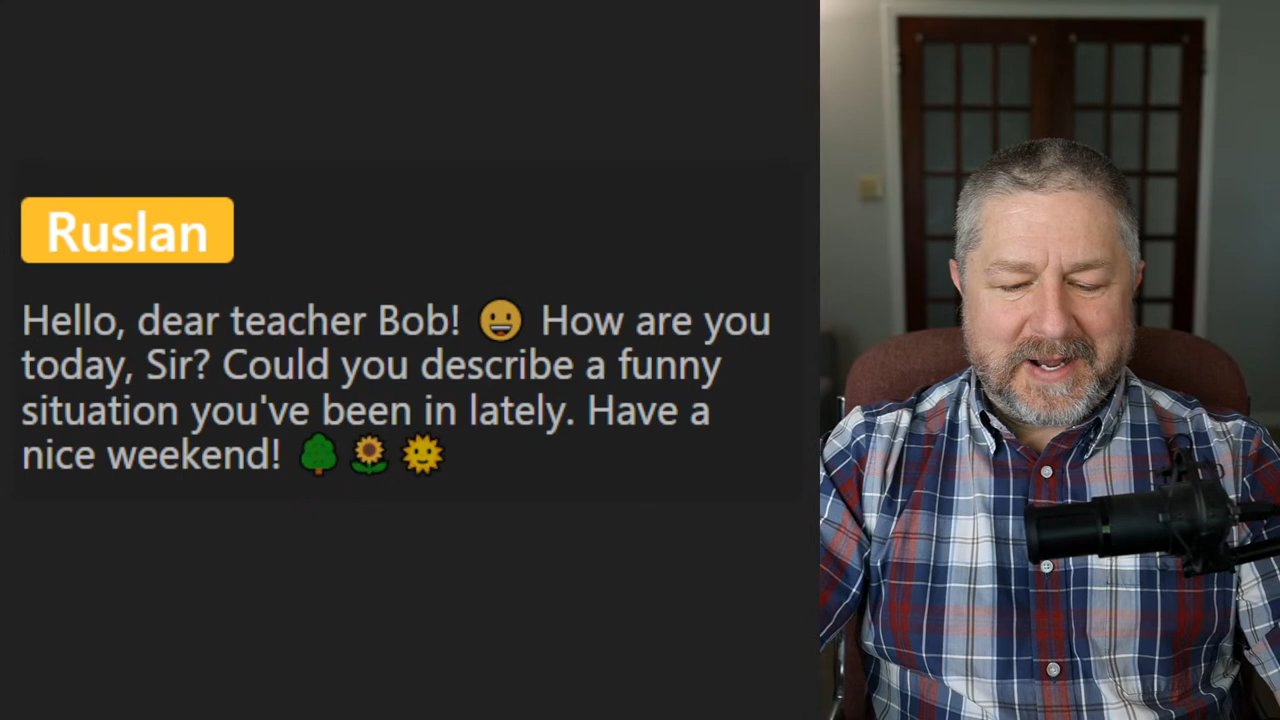 Ruslan
Hello, dear teacher Bob! 😀 How are you
today, Sir? Could you describe a funny
situation you've been in lately. Have a
nice weekend! 🌳🌻🌞